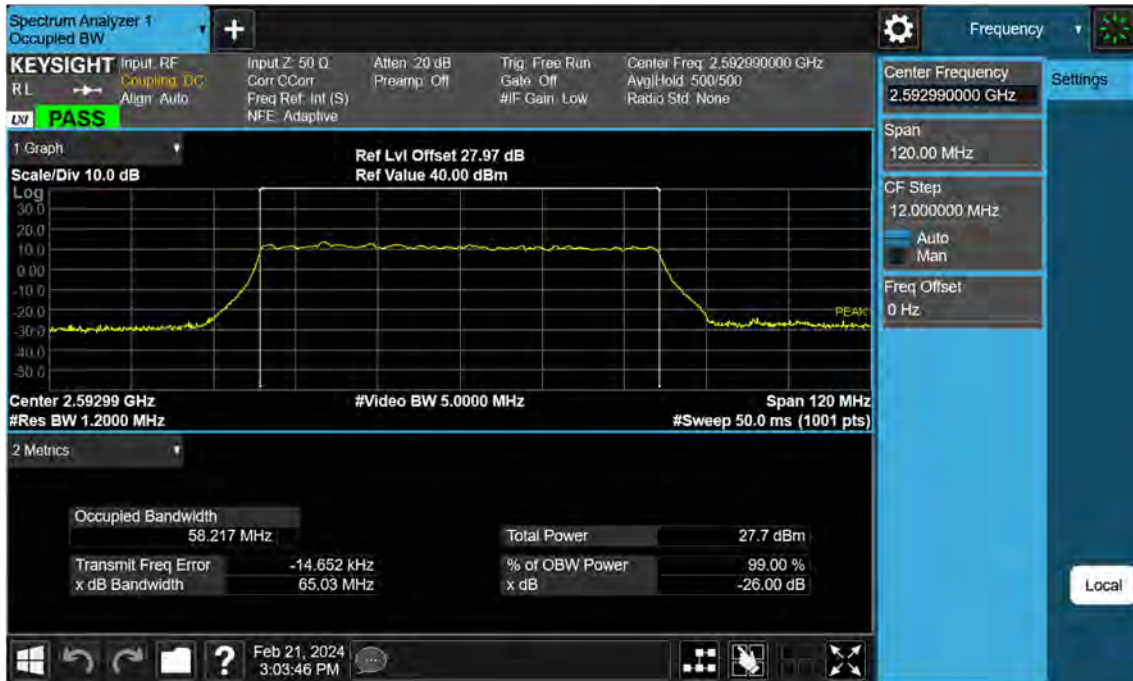 Spectrum Analyzer 1
Occupied BW
+
Frequency
KEYSIGHT
RL
LXI
PASS
Input: RF
Coupling: DC
Align: Auto
Input Z: 50 Ω
Corr CCorr
Freq Ref: Int (S)
NFE: Adaptive
Atten: 20 dB
Preamp: Off
Trig: Free Run
Gate: Off
#IF Gain: Low
Center Freq: 2.592990000 GHz
Avg|Hold: 500/500
Radio Std: None
Center Frequency
2.592990000 GHz
Settings
Span
120.00 MHz
CF Step
12.000000 MHz
Auto
Man
Freq Offset
0 Hz
1 Graph
Scale/Div 10.0 dB
Ref Lvl Offset 27.97 dB
Ref Value 40.00 dBm
Log
30.0
20.0
10.0
0.00
-10.0
-20.0
-30.0
-40.0
-50.0
PEAK
Center 2.59299 GHz
#Video BW 5.0000 MHz
Span 120 MHz
#Res BW 1.2000 MHz
#Sweep 50.0 ms (1001 pts)
2 Metrics
Occupied Bandwidth
58.217 MHz
Total Power 27.7 dBm
Transmit Freq Error -14.652 kHz
% of OBW Power 99.00 %
x dB Bandwidth 65.03 MHz
x dB -26.00 dB
Local
?
Feb 21, 2024
3:03:46 PM